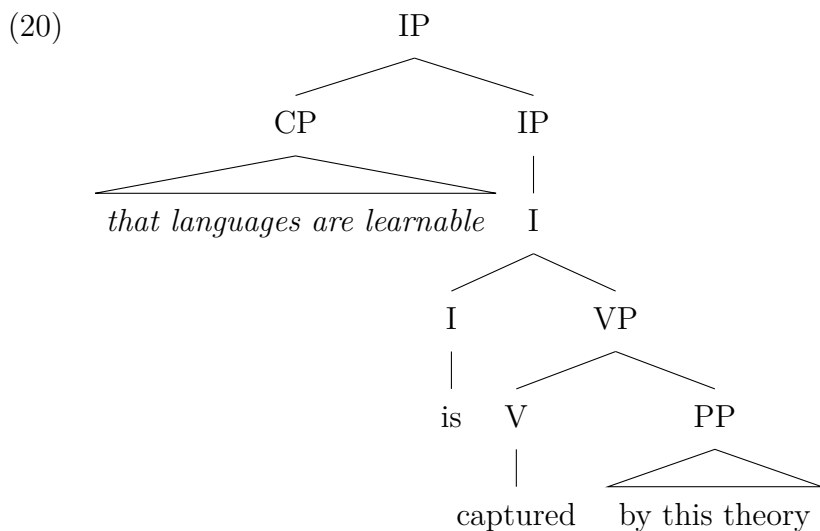 (20) IP
CP IP
that languages are learnable I
I VP
is V PP
captured by this theory